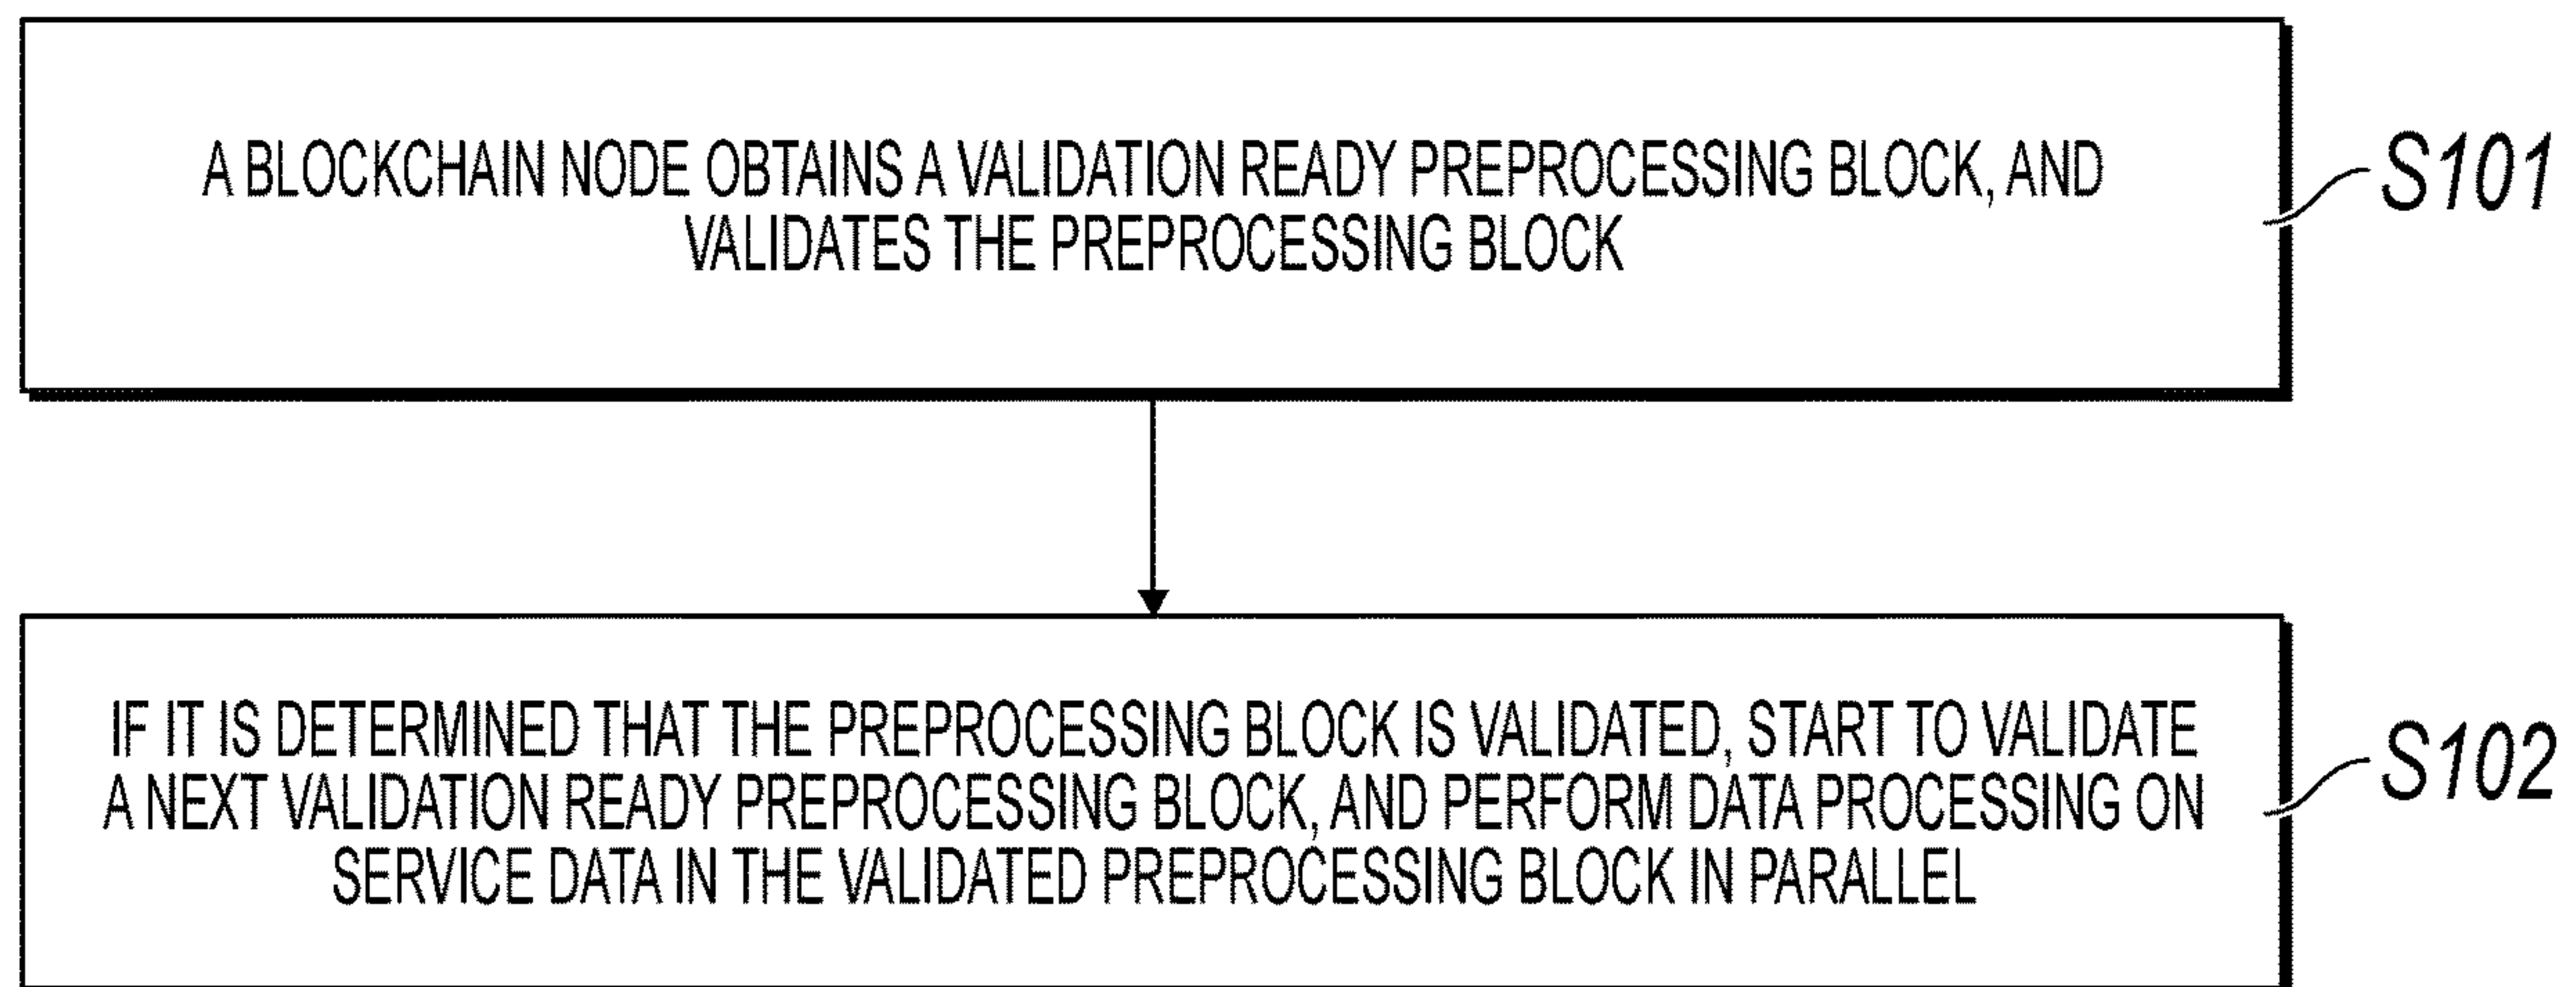 A BLOCKCHAIN NODE OBTAINS A VALIDATION READY PREPROCESSING BLOCK, AND
VALIDATES THE PREPROCESSING BLOCK
S101
IF IT IS DETERMINED THAT THE PREPROCESSING BLOCK IS VALIDATED, START TO VALIDATE
A NEXT VALIDATION READY PREPROCESSING BLOCK, AND PERFORM DATA PROCESSING ON
SERVICE DATA IN THE VALIDATED PREPROCESSING BLOCK IN PARALLEL
S102